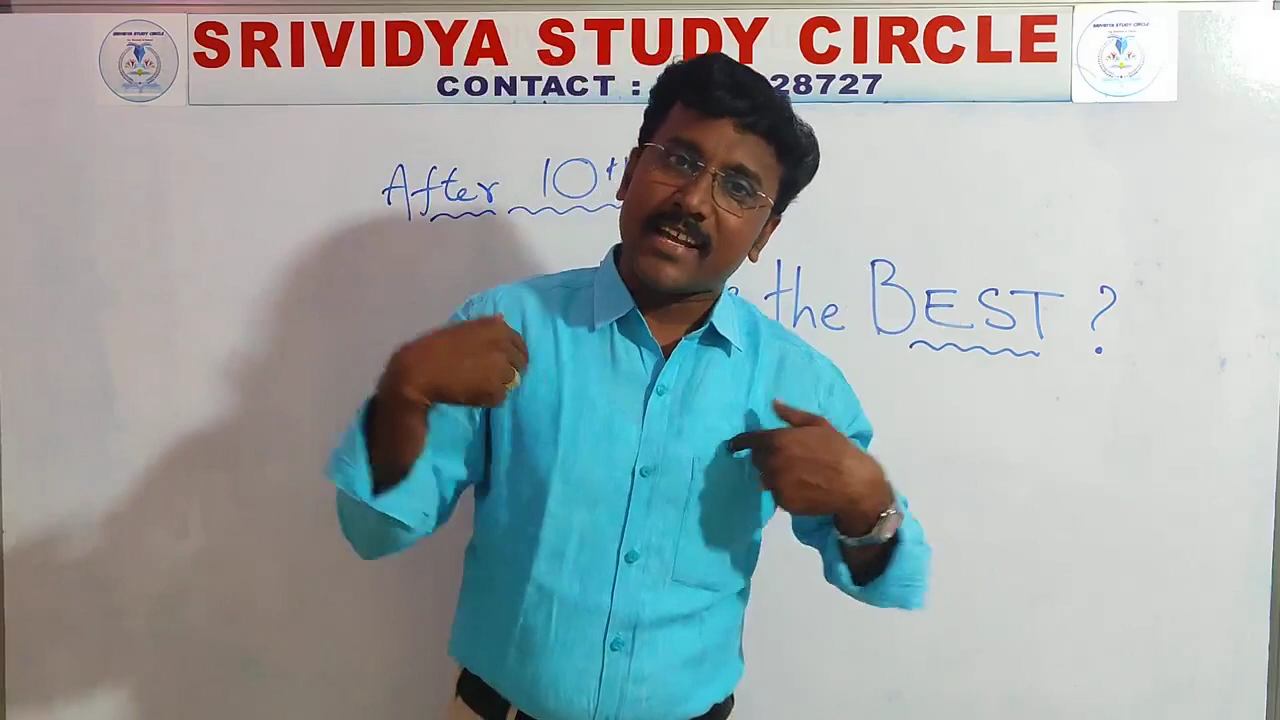 SRIVIDYA STUDY CIRCLE
CONTACT : 28727
After 10th
the BEST ?